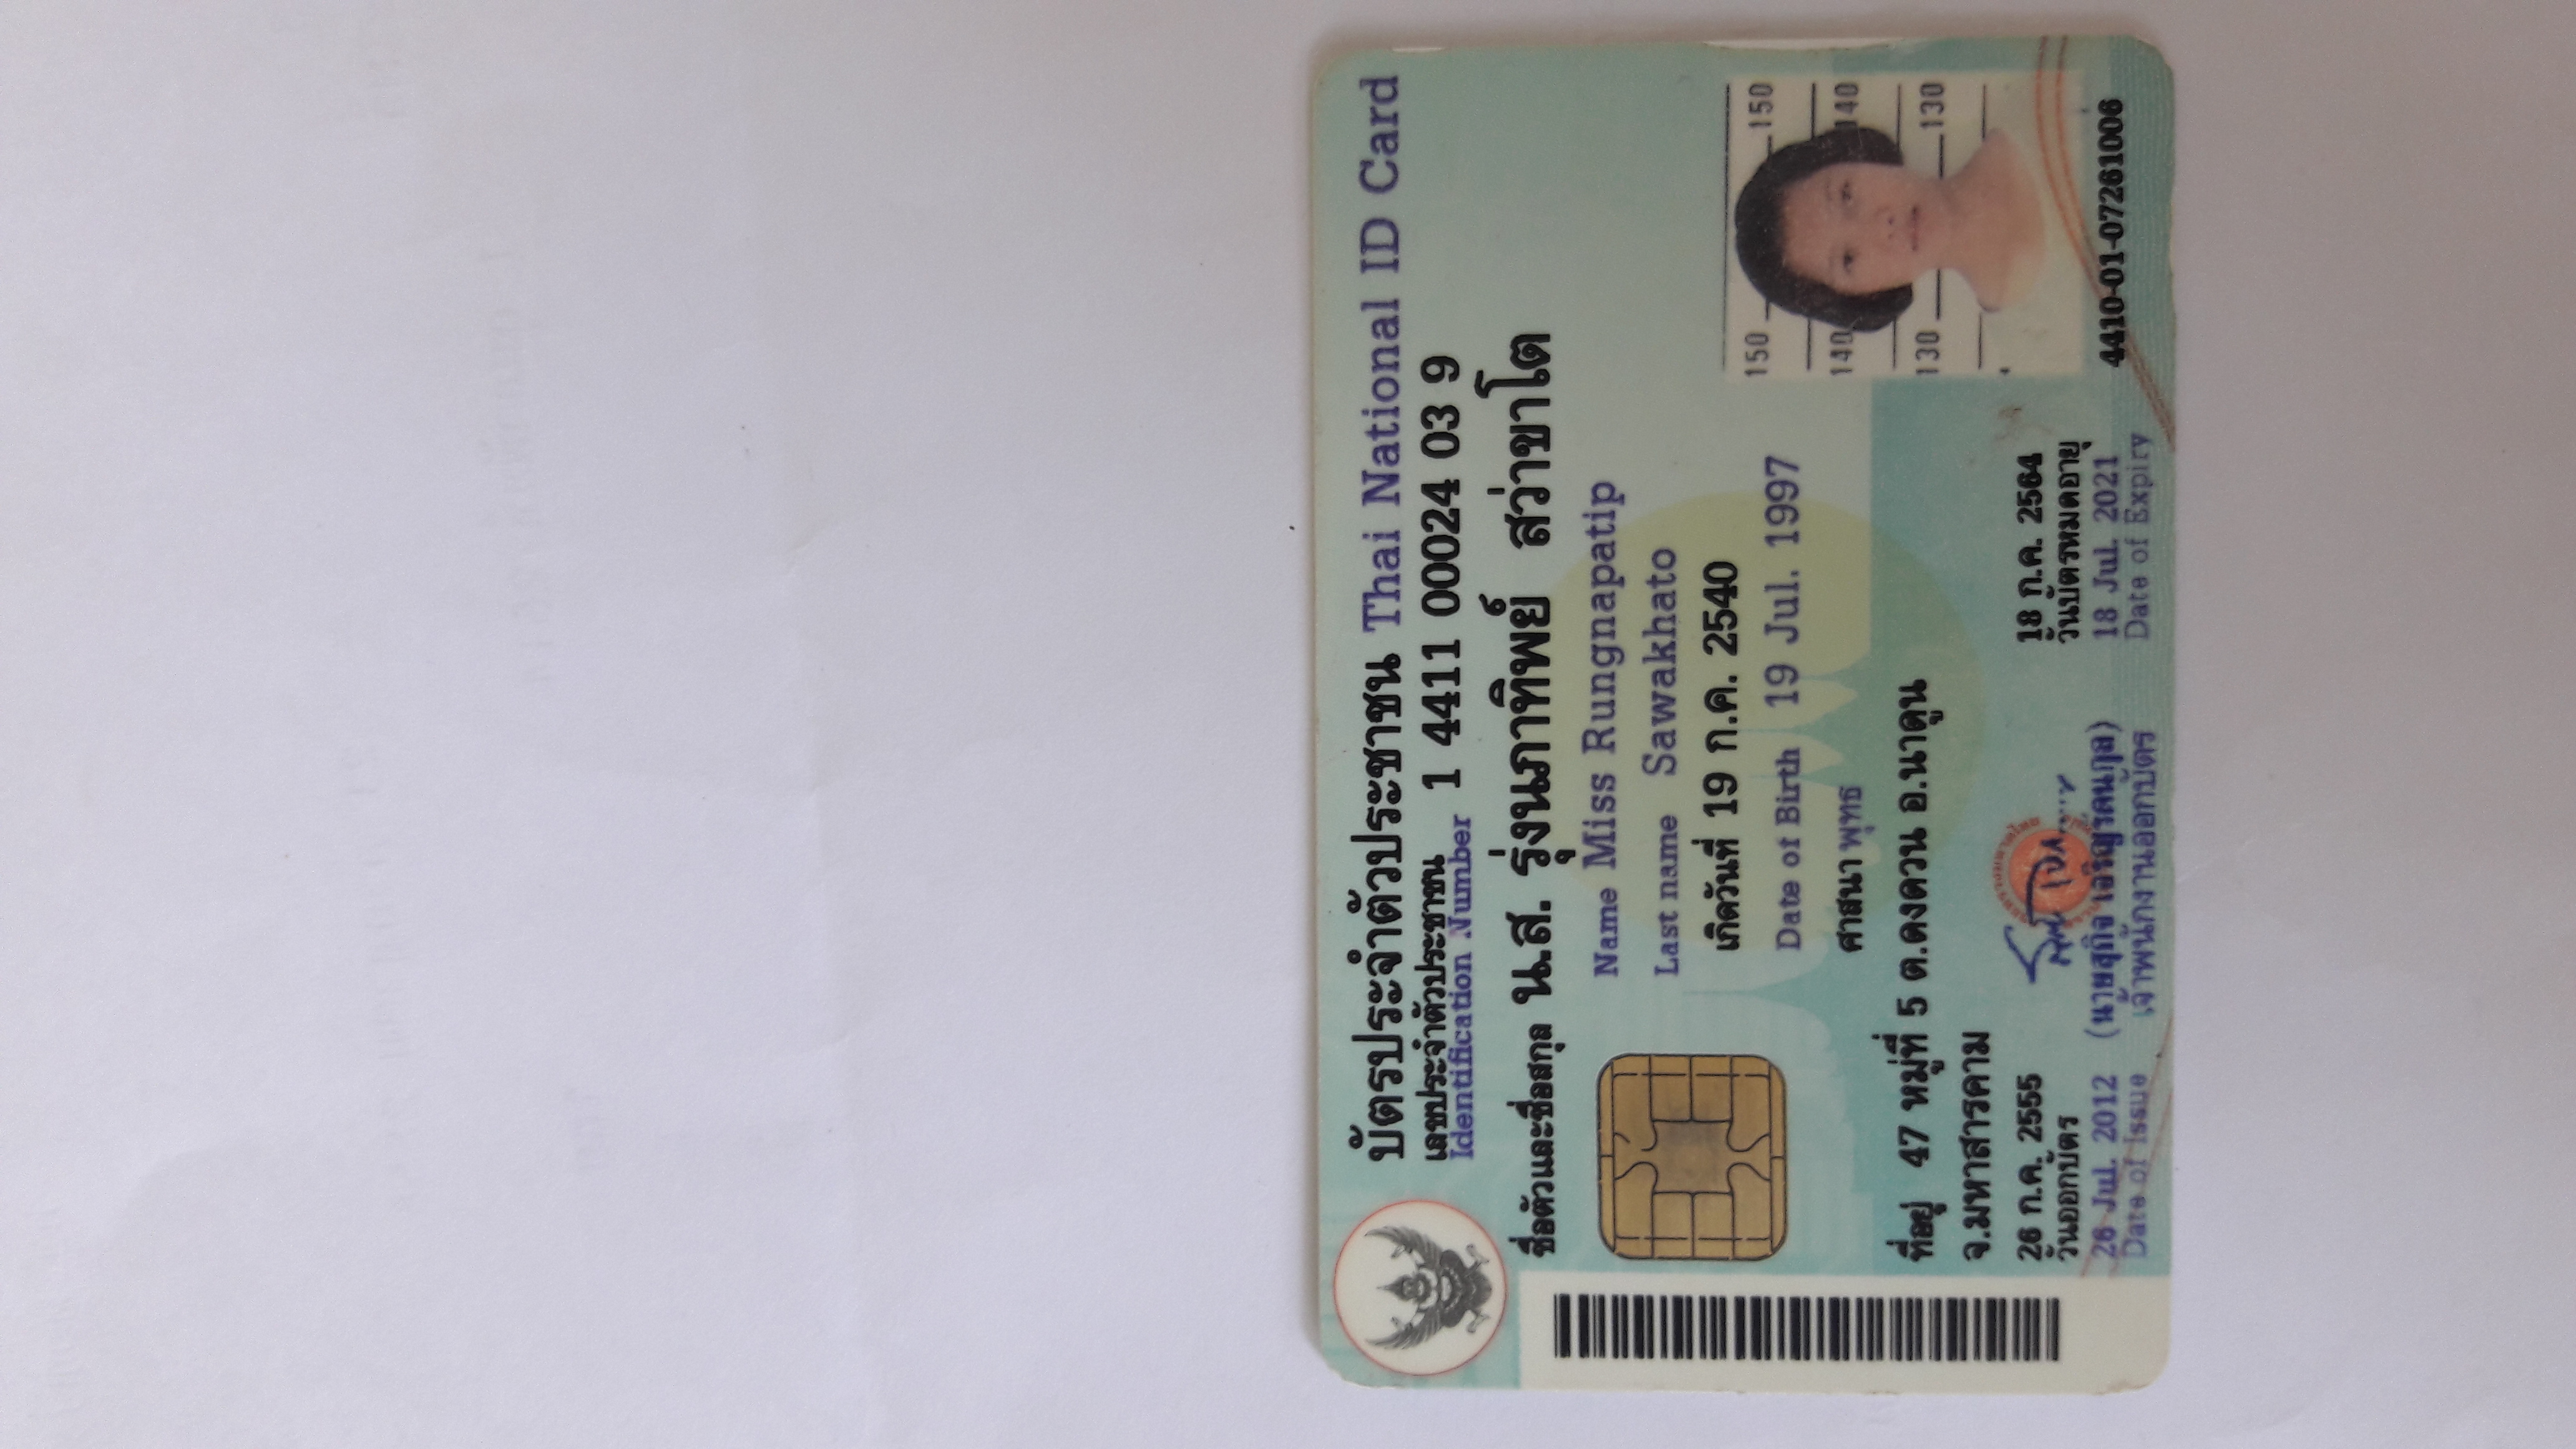 บัตรประจำตัวประชาชน Thai National ID Card
เลขประจำตัวประชาชน
Identification Number 1 4411 00024 03 9
ชื่อตัวและชื่อสกุล น.ส. รุ่งนภาทิพย์ สว่าขาโต
Name Miss Rungnapatip
Last name Sawakhato
เกิดวันที่ 19 ก.ค. 2540
Date of Birth 19 Jul. 1997
ศาสนา พุทธ
ที่อยู่ 47 หมู่ที่ 5 ต.ดงดวน อ.นาดูน
จ.มหาสารคาม
150 150
140 140
130 130
26 ก.ค. 2555
วันออกบัตร
26 Jul. 2012
Date of Issue
(นายสุกิจ เจริญรัตนกุล)
เจ้าพนักงานออกบัตร
18 ก.ค. 2564
วันบัตรหมดอายุ
18 Jul. 2021
Date of Expiry
4410-01-07261006